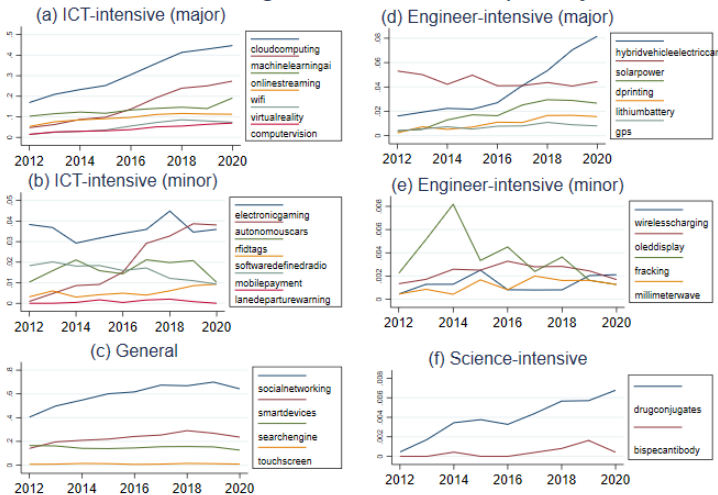 (a) ICT-intensive (major)
.5
.4
.3
.2
.1
0
2012 2014 2016 2018 2020
cloudcomputing
machinelearningai
onlinestreaming
wifi
virtualreality
computervision
(d) Engineer-intensive (major)
.08
.06
.04
.02
0
2012 2014 2016 2018 2020
hybridvehicleelectriccar
solarpower
dprinting
lithiumbattery
gps
(b) ICT-intensive (minor)
.05
.04
.03
.02
.01
0
2012 2014 2016 2018 2020
electronicgaming
autonomouscars
rfidtags
softwaredefinedradio
mobilepayment
lanedeparturewarning
(e) Engineer-intensive (minor)
.008
.006
.004
.002
0
2012 2014 2016 2018 2020
wirelesscharging
oleddisplay
fracking
millimeterwave
(c) General
.8
.6
.4
.2
0
2012 2014 2016 2018 2020
socialnetworking
smartdevices
searchengine
touchscreen
(f) Science-intensive
.008
.006
.004
.002
0
2012 2014 2016 2018 2020
drugconjugates
bispecantibody